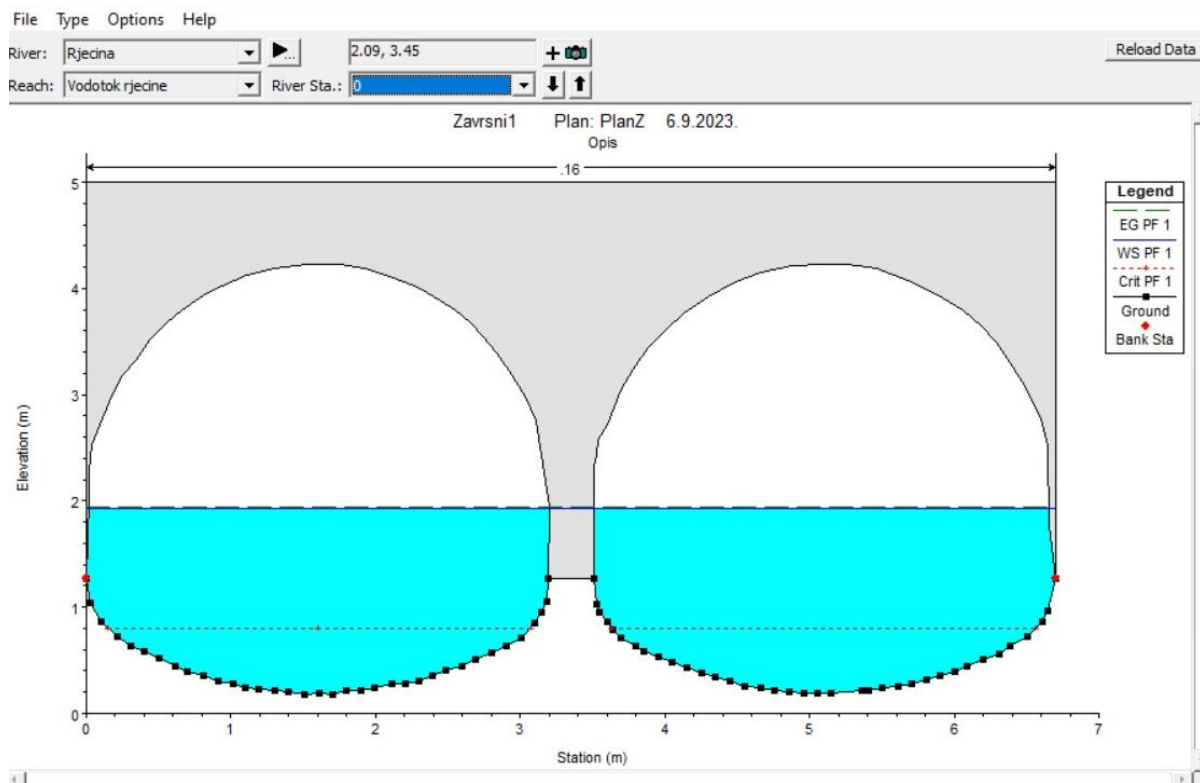 File Type Options Help
River: Rjecina 2.09, 3.45 Reload Data
Reach: Vodotok rjecine River Sta.: 0
Zavrsni1 Plan: PlanZ 6.9.2023.
Opis
.16
5
4
3
2
1
0
Elevation (m)
0 1 2 3 4 5 6 7
Station (m)
Legend
EG PF 1
WS PF 1
Crit PF 1
Ground
Bank Sta